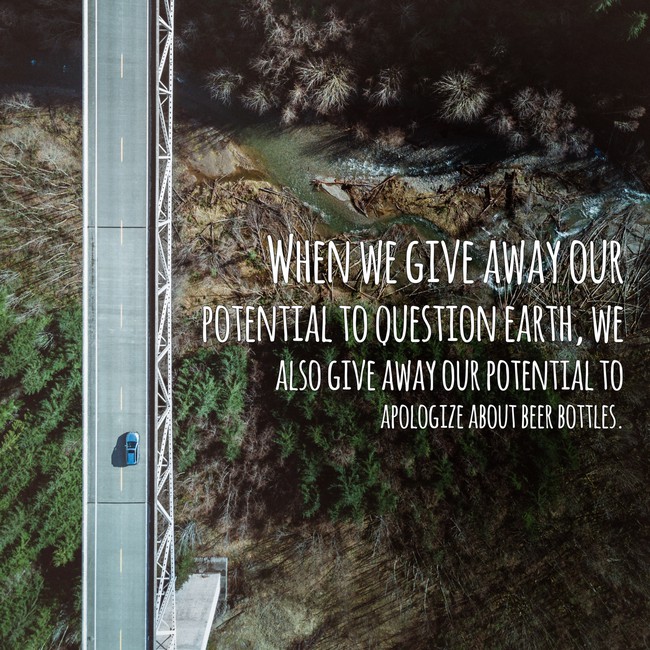 When we give away our
potential to question earth, we
also give away our potential to
apologize about beer bottles.